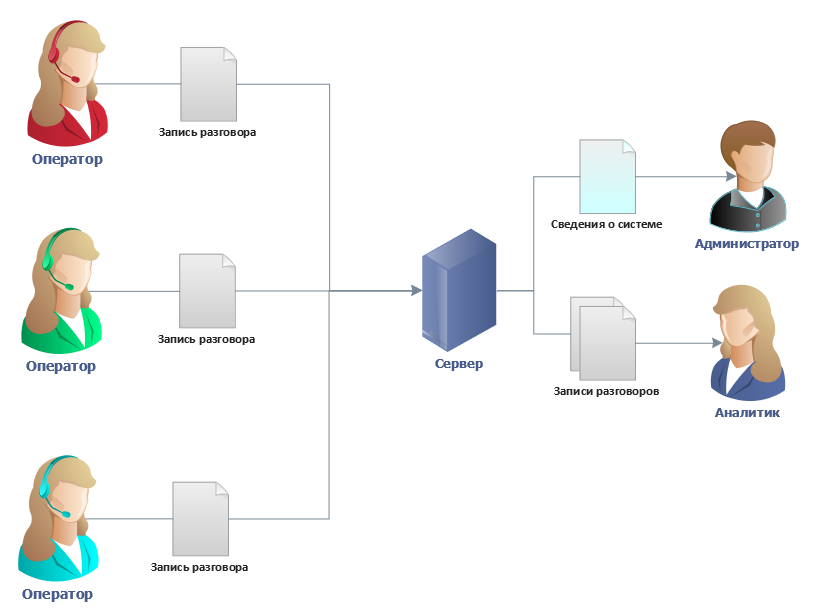 Запись разговора
Оператор
Сведения о системе
Администратор
Запись разговора
Оператор
Сервер
Записи разговоров
Аналитик
Запись разговора
Оператор